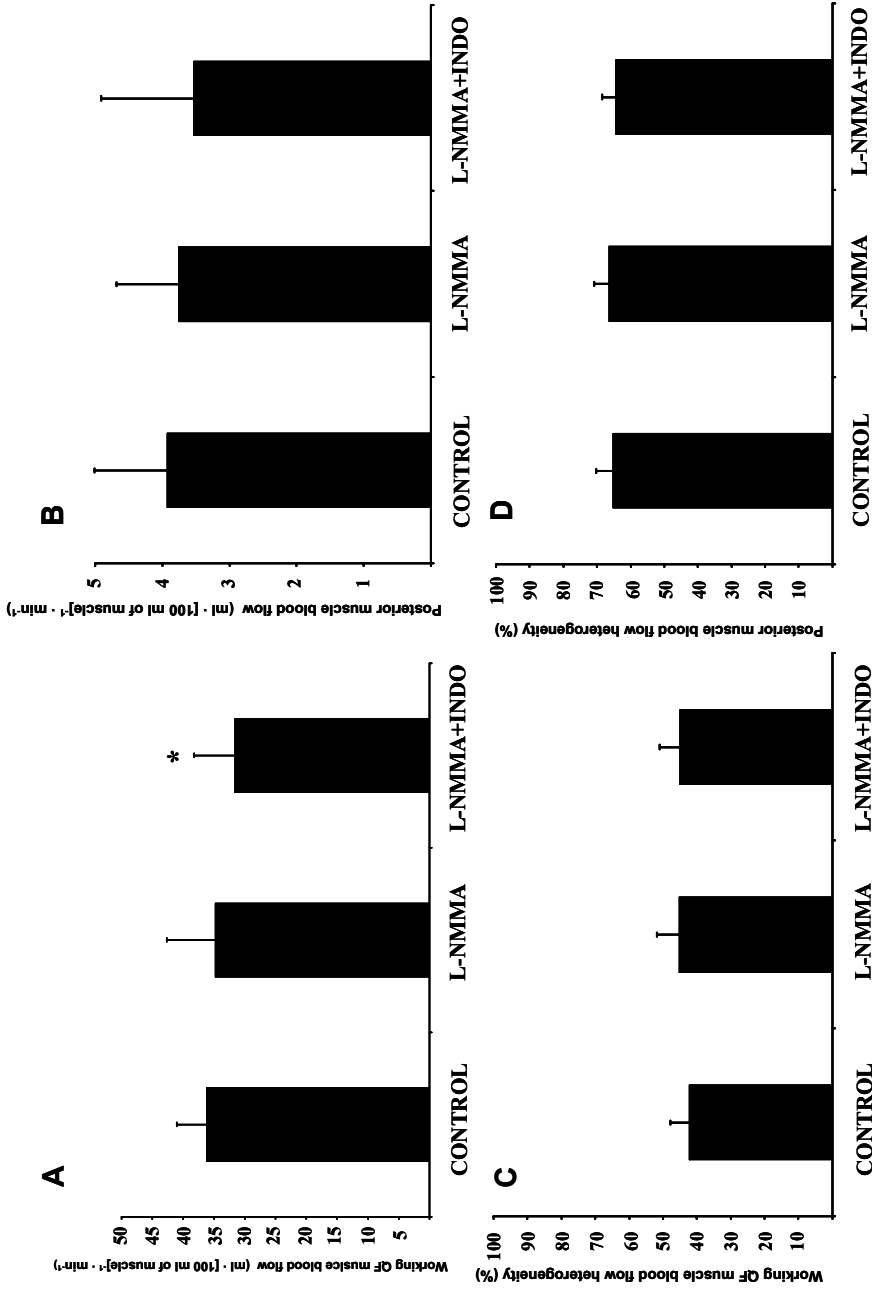 A
Working QF muslce blood flow (ml · [100 ml of muscle]⁻¹ · min⁻¹)
50
45
40
35
30
25
20
15
10
5
*
CONTROL
L-NMMA
L-NMMA+INDO
B
Posterior muscle blood flow (ml · [100 ml of muscle]⁻¹ · min⁻¹)
5
4
3
2
1
CONTROL
L-NMMA
L-NMMA+INDO
C
Working QF muscle blood flow heterogeneity (%)
100
90
80
70
60
50
40
30
20
10
CONTROL
L-NMMA
L-NMMA+INDO
D
Posterior muscle blood flow heterogeneity (%)
100
90
80
70
60
50
40
30
20
10
CONTROL
L-NMMA
L-NMMA+INDO